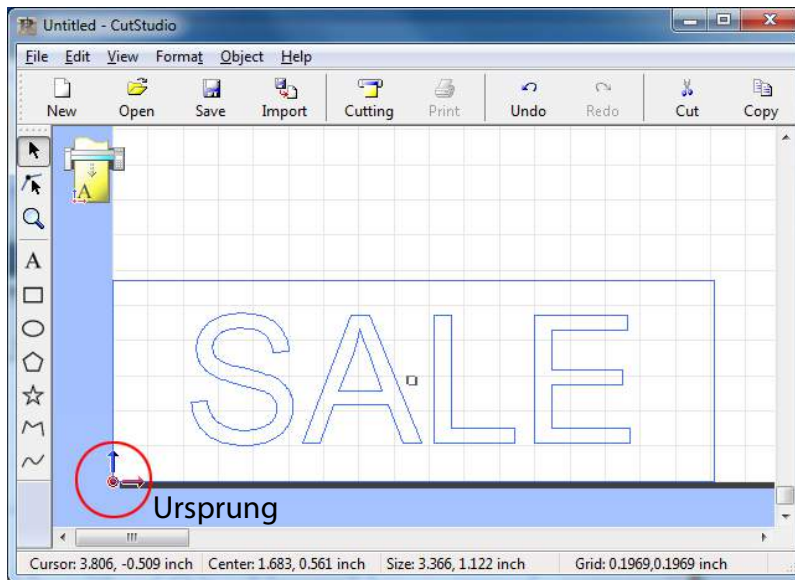 Untitled - CutStudio
File Edit View Format Object Help
New Open Save Import Cutting Print Undo Redo Cut Copy
A
A
SALE
Ursprung
Cursor: 3.806, -0.509 inch Center: 1.683, 0.561 inch Size: 3.366, 1.122 inch Grid: 0.1969,0.1969 inch